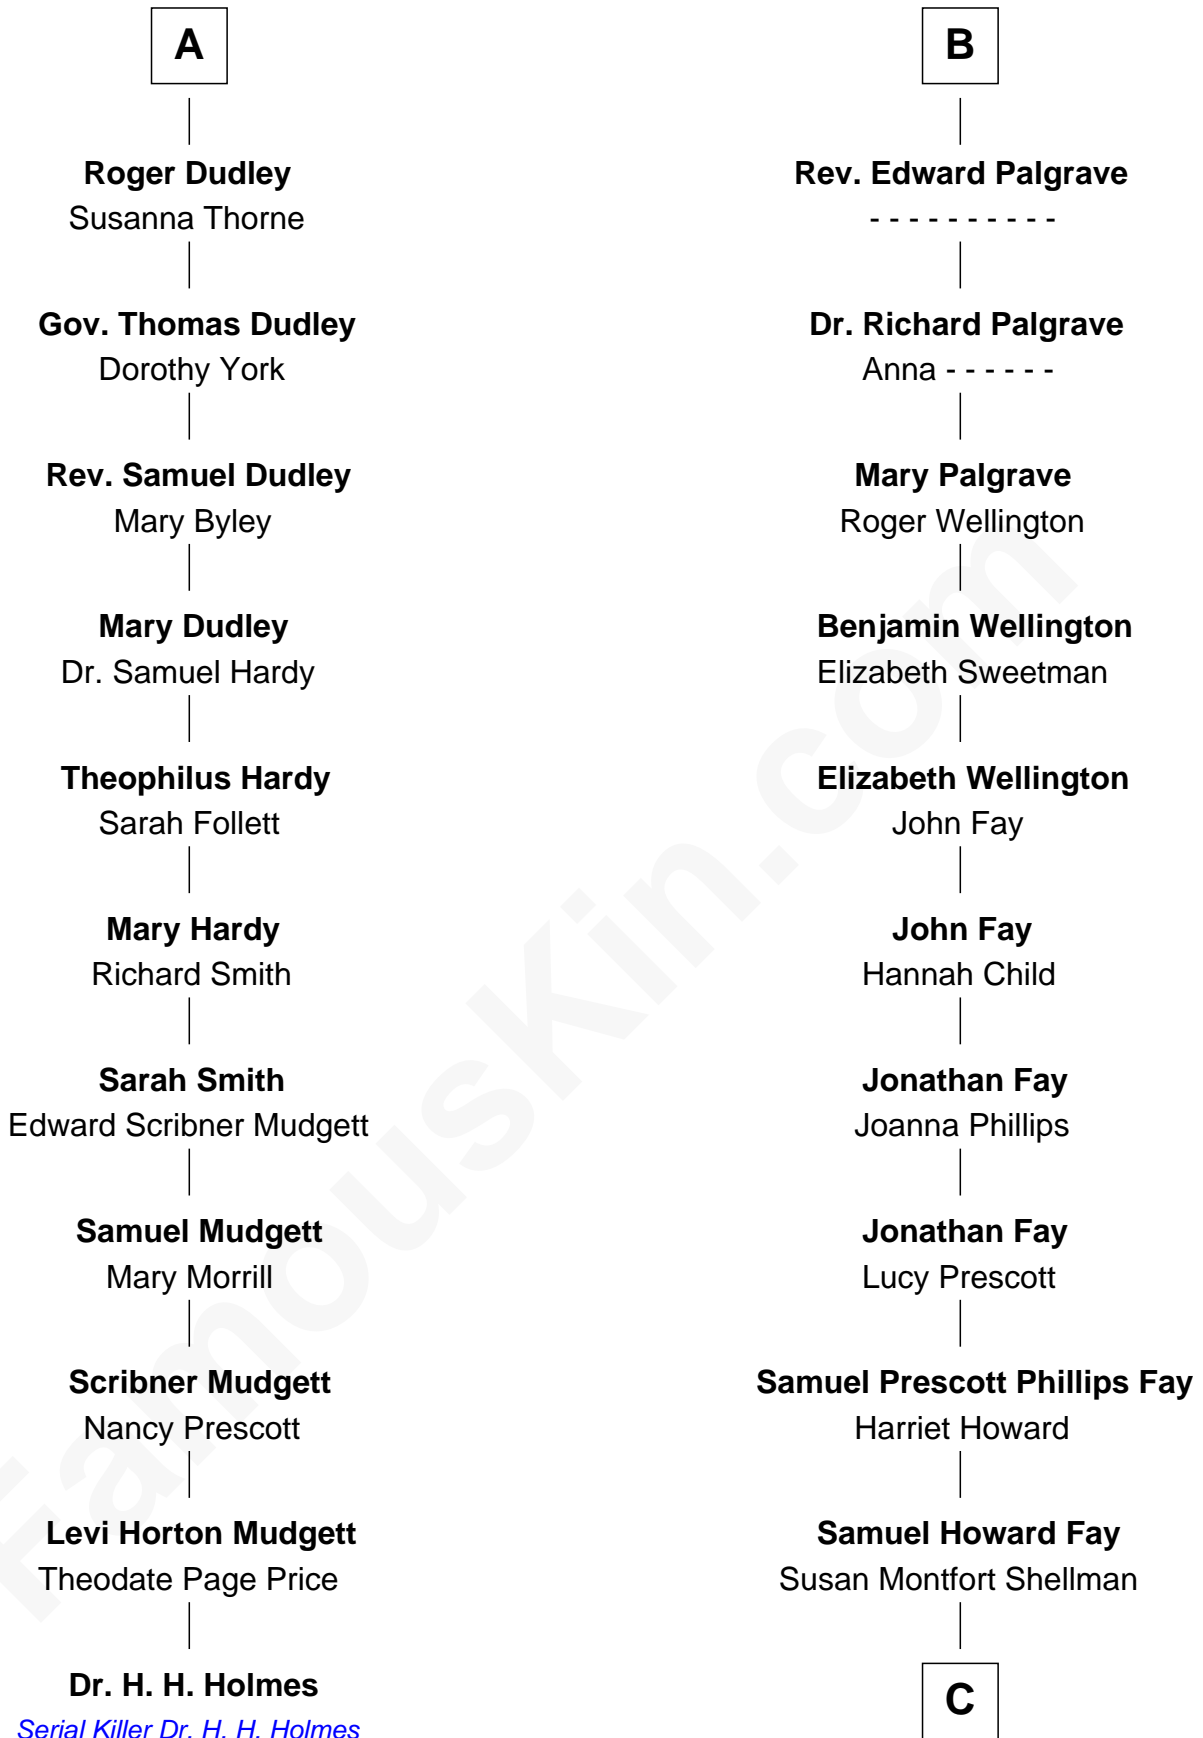 A
Roger Dudley
Susanna Thorne
Gov. Thomas Dudley
Dorothy York
Rev. Samuel Dudley
Mary Byley
Mary Dudley
Dr. Samuel Hardy
Theophilus Hardy
Sarah Follett
Mary Hardy
Richard Smith
Sarah Smith
Edward Scribner Mudgett
Samuel Mudgett
Mary Morrill
Scribner Mudgett
Nancy Prescott
Levi Horton Mudgett
Theodate Page Price
Dr. H. H. Holmes
Serial Killer Dr. H. H. Holmes
B
Rev. Edward Palgrave
- - - - - - - - - -
Dr. Richard Palgrave
Anna - - - - - -
Mary Palgrave
Roger Wellington
Benjamin Wellington
Elizabeth Sweetman
Elizabeth Wellington
John Fay
John Fay
Hannah Child
Jonathan Fay
Joanna Phillips
Jonathan Fay
Lucy Prescott
Samuel Prescott Phillips Fay
Harriet Howard
Samuel Howard Fay
Susan Montfort Shellman
C
FamousKin.com